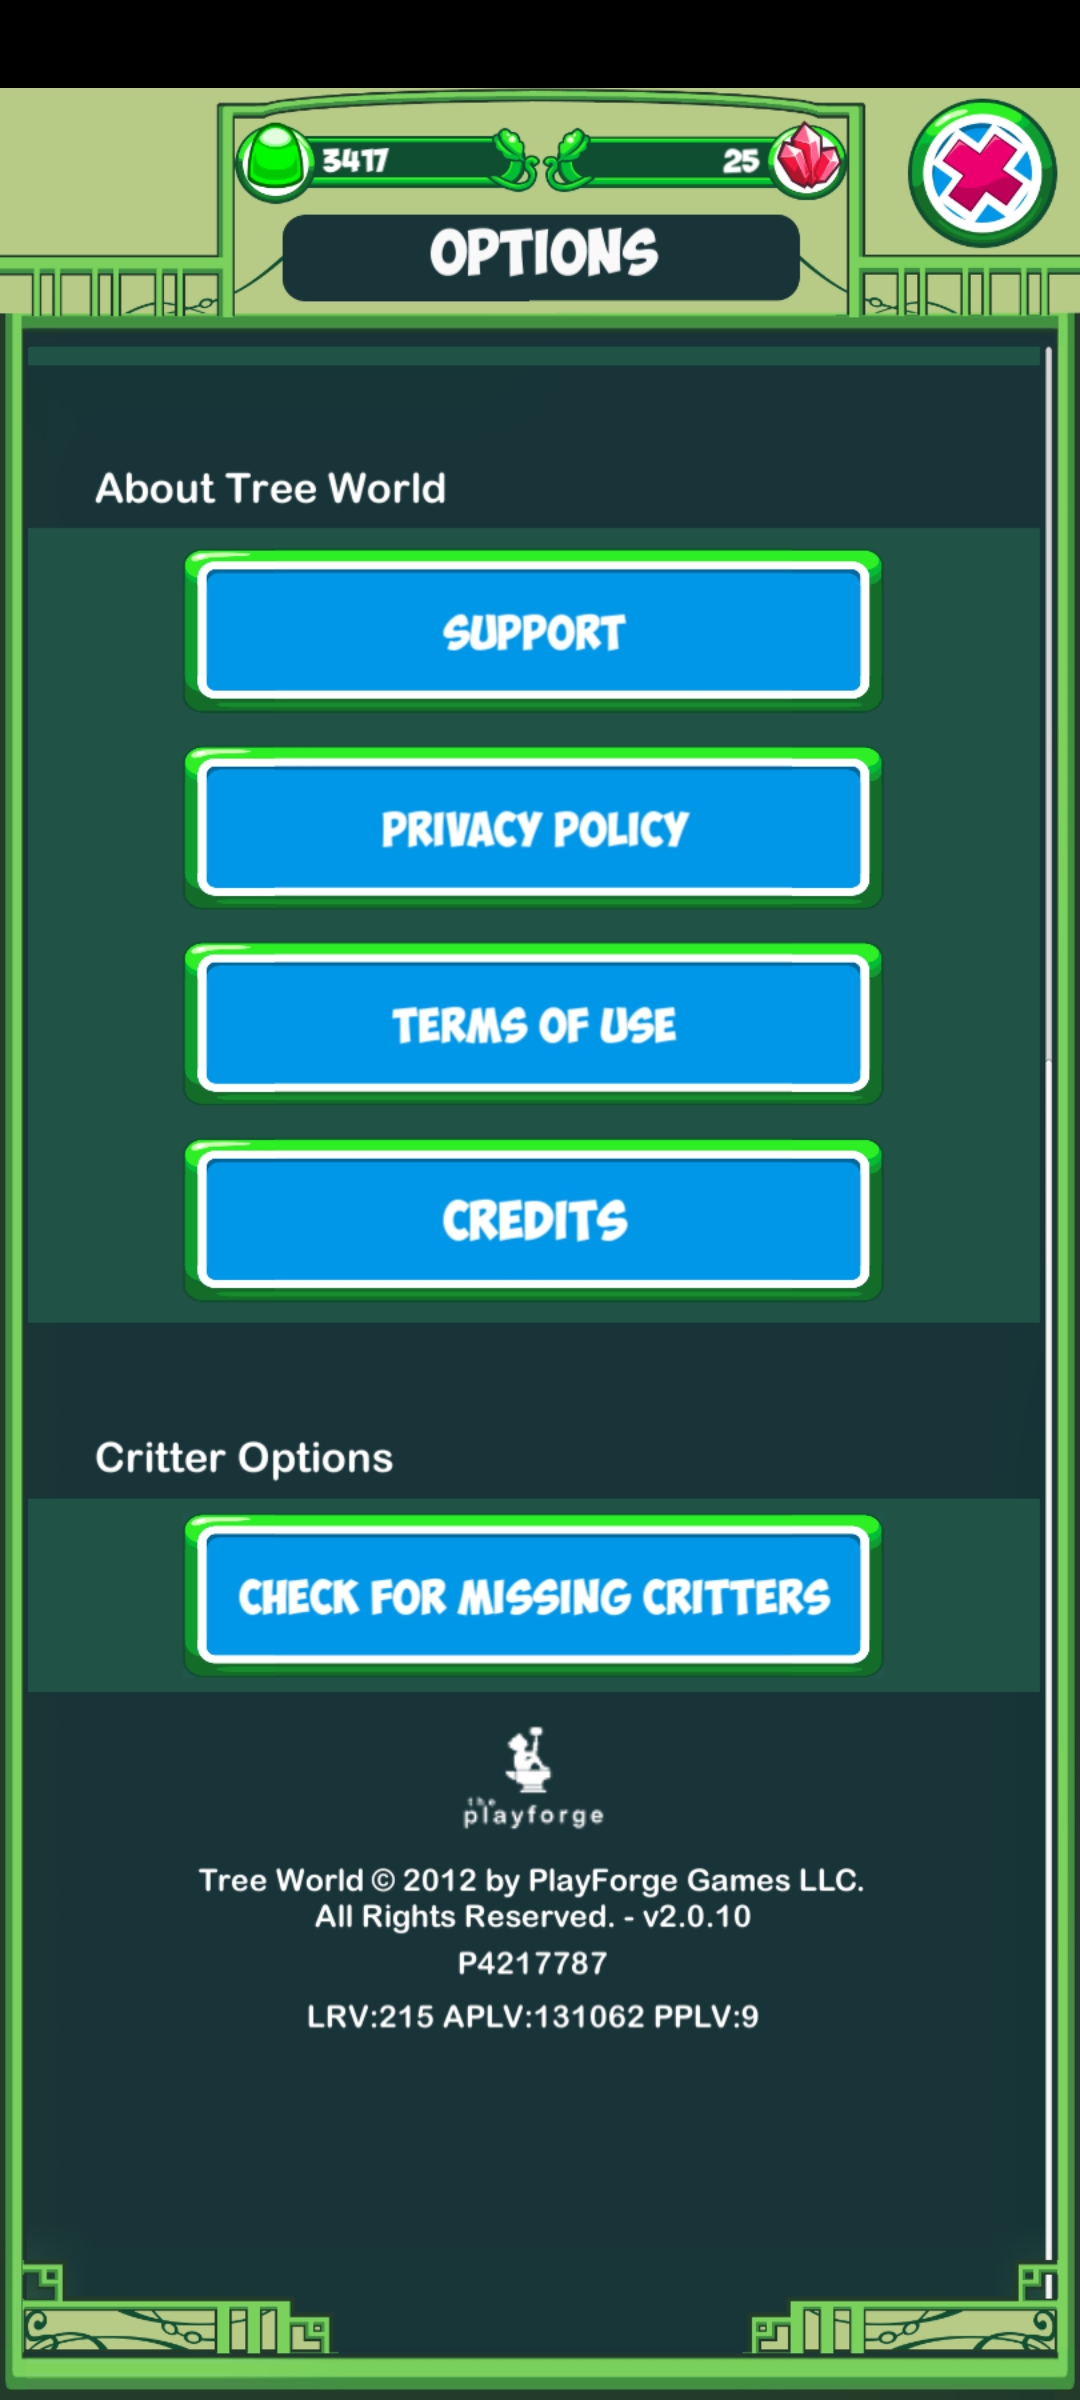 3417
25
OPTIONS
About Tree World
SUPPORT
PRIVACY POLICY
TERMS OF USE
CREDITS
Critter Options
CHECK FOR MISSING CRITTERS
the
playforge
Tree World © 2012 by PlayForge Games LLC.
All Rights Reserved. - v2.0.10
P4217787
LRV:215 APLV:131062 PPLV:9